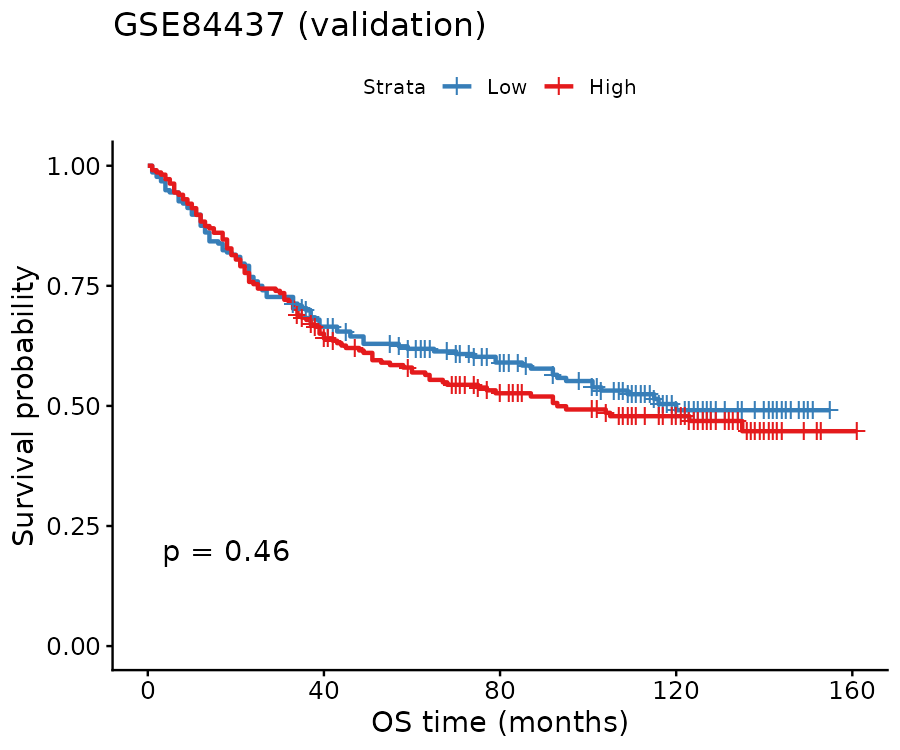 GSE84437 (validation)
Strata Low High
Survival probability
1.00
0.75
0.50
0.25
0.00
p = 0.46
0 40 80 120 160
OS time (months)